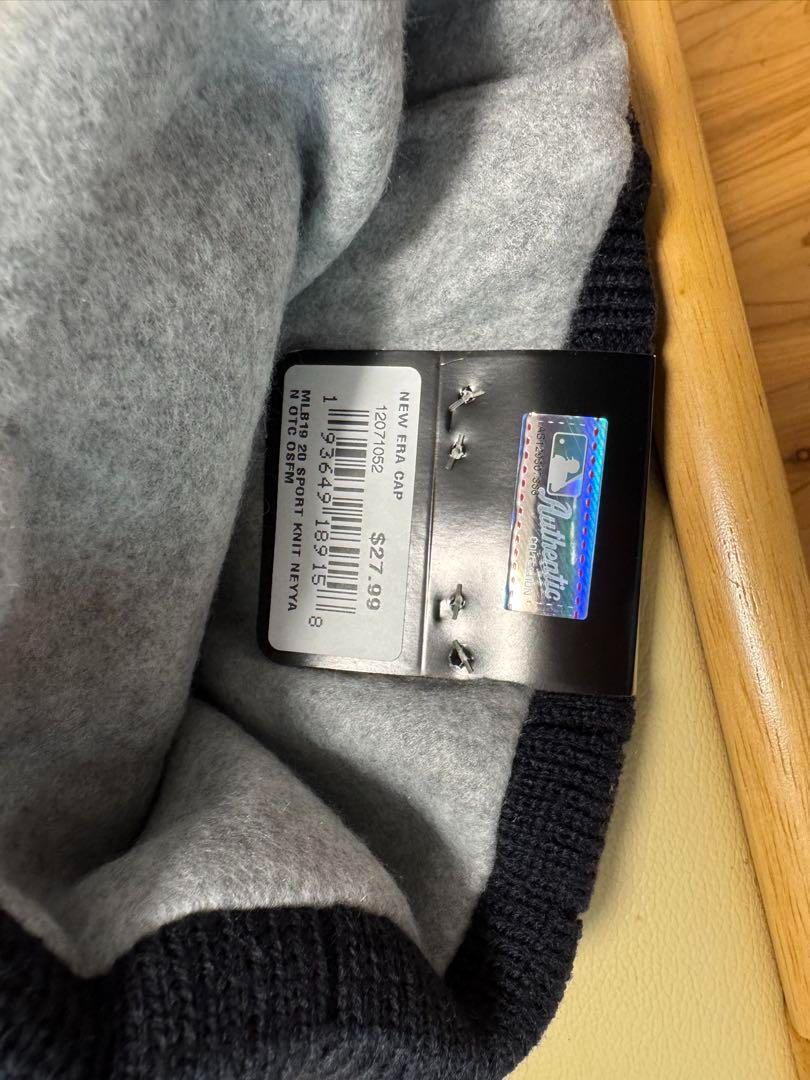 NEW ERA CAP
12071052
$27.99
1 93649 18915 8
MLB19 20 SPORT KNIT NEYYA
N OTC OSFM
Authentic